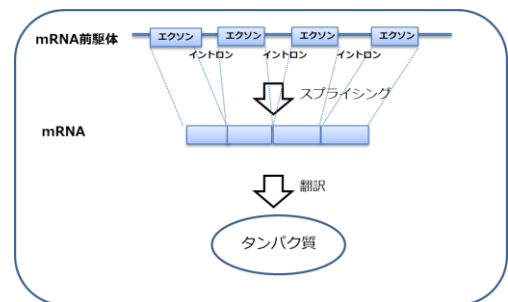 mRNA前駆体
エクソン エクソン エクソン エクソン
イントロン イントロン イントロン
スプライシング
mRNA
翻訳
タンパク質